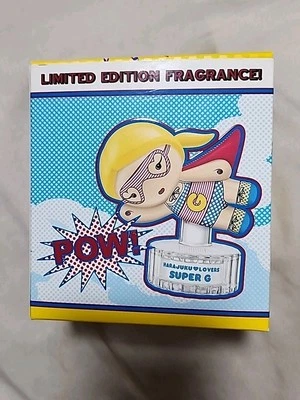 LIMITED EDITION FRAGRANCE!
POW!
HARAJUKU LOVERS
SUPER G